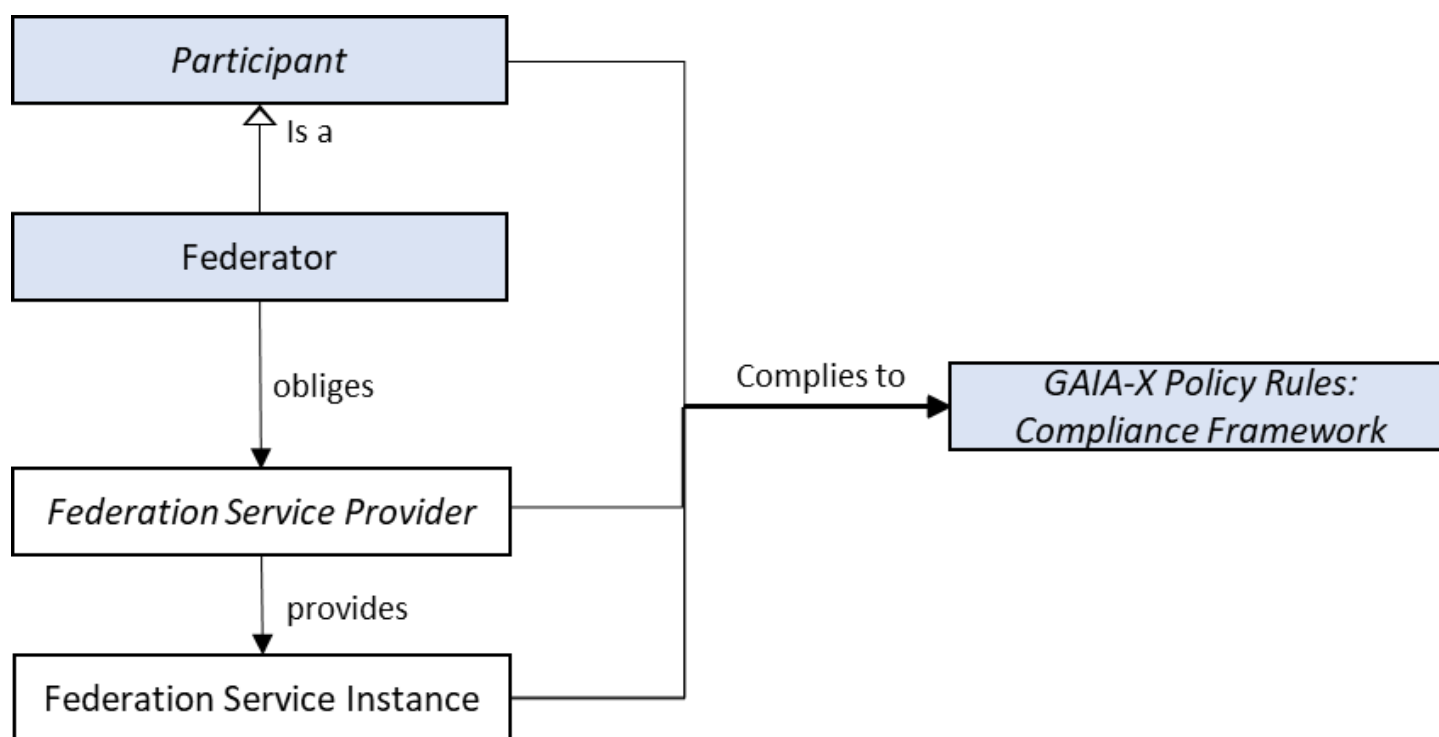 Participant
Is a
Federator
obliges
Complies to
GAIA-X Policy Rules:
Compliance Framework
Federation Service Provider
provides
Federation Service Instance